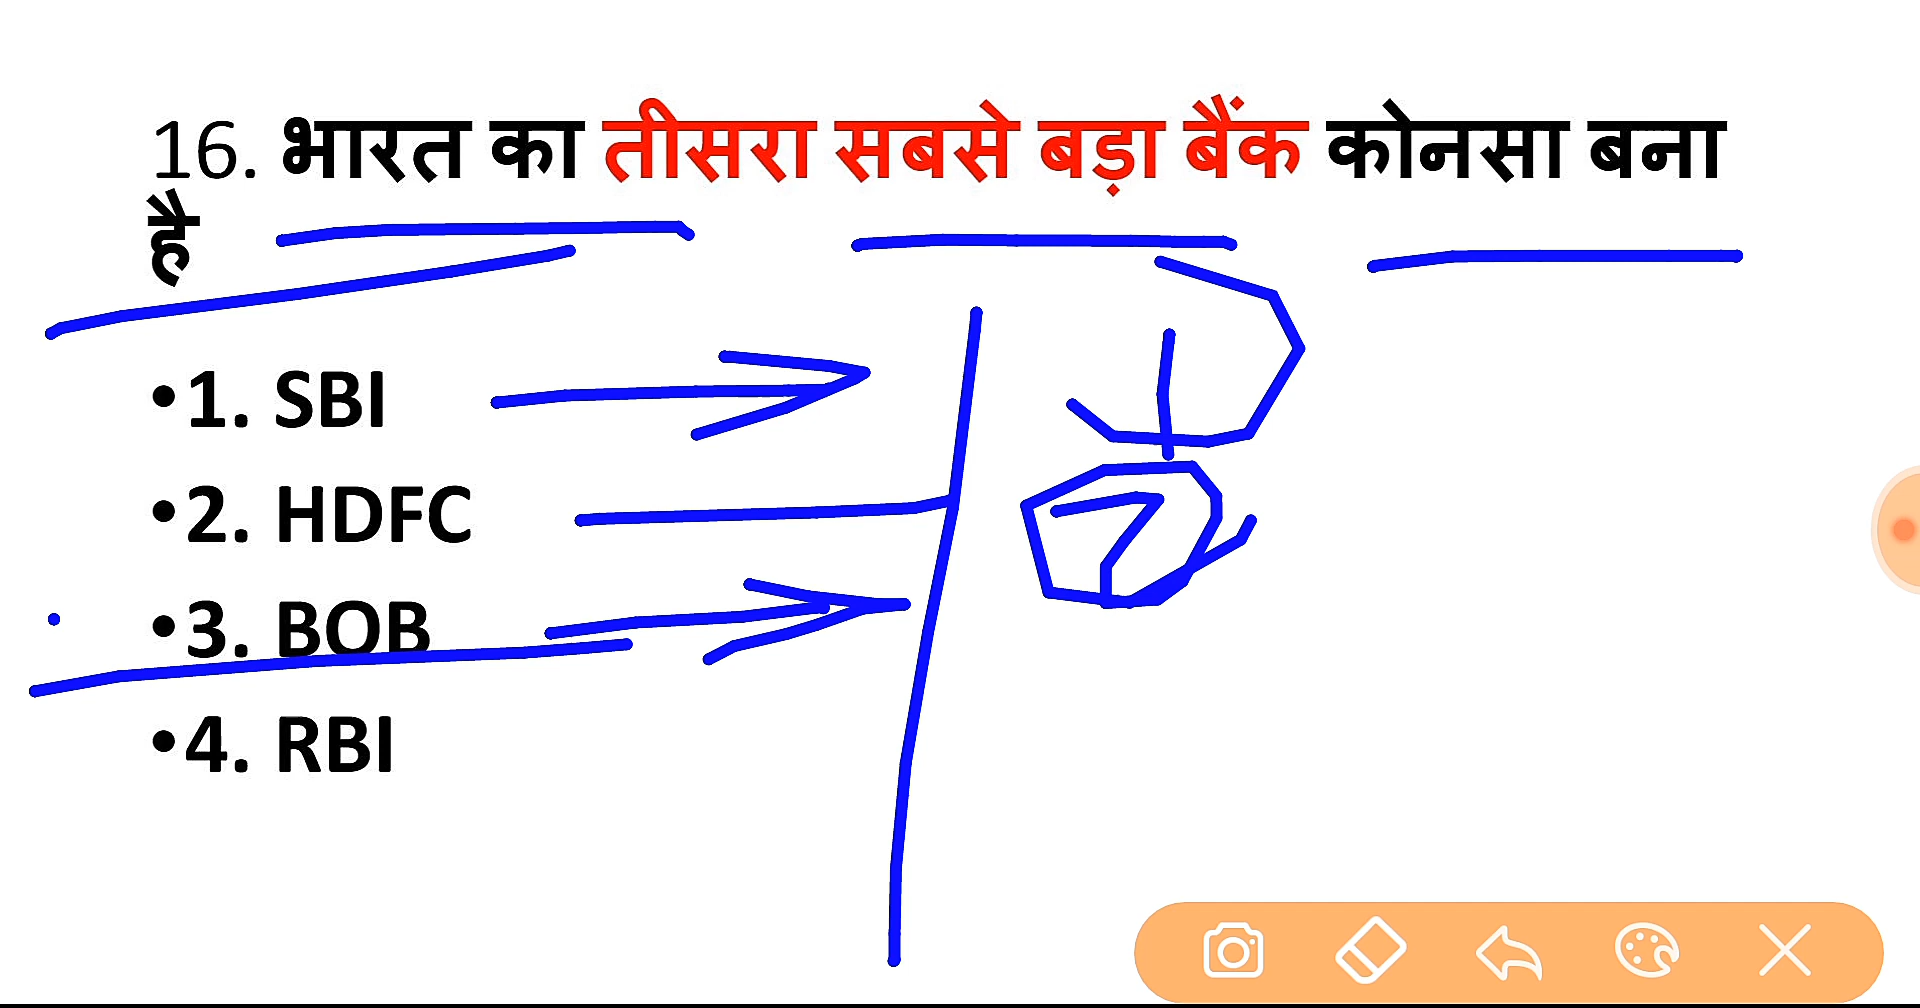 16. भारत का तीसरा सबसे बड़ा बैंक कोनसा बना
है
•1. SBI
•2. HDFC
•3. BOB
•4. RBI